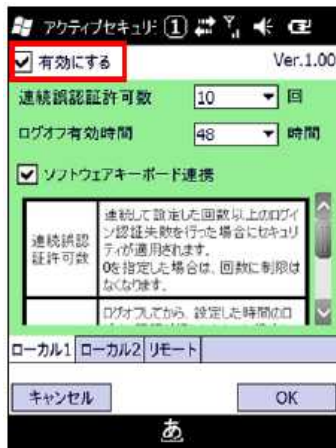 アクティブセキュリ 1
有効にする Ver.1.00
連続誤認証許可数 10 回
ログオフ有効時間 48 時間
ソフトウェアキーボード連携
連続誤認
証許可数
連続して設定した回数以上のログイ
ン認証失敗を行った場合にセキュリ
ティが適用されます。
0を指定した場合は、回数に制限は
なくなります。
ログオフしてから、設定した時間のロ
ローカル1 ローカル2 リモート
キャンセル OK
あ